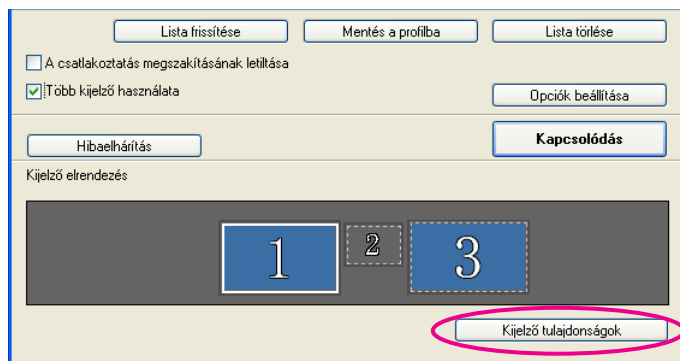 Lista frissítése Mentés a profilba Lista törlése
A csatlakoztatás megszakításának letiltása
Több kijelző használata
Opciók beállítása
Hibaelhárítás
Kapcsolódás
Kijelző elrendezés
1 2 3
Kijelző tulajdonságok